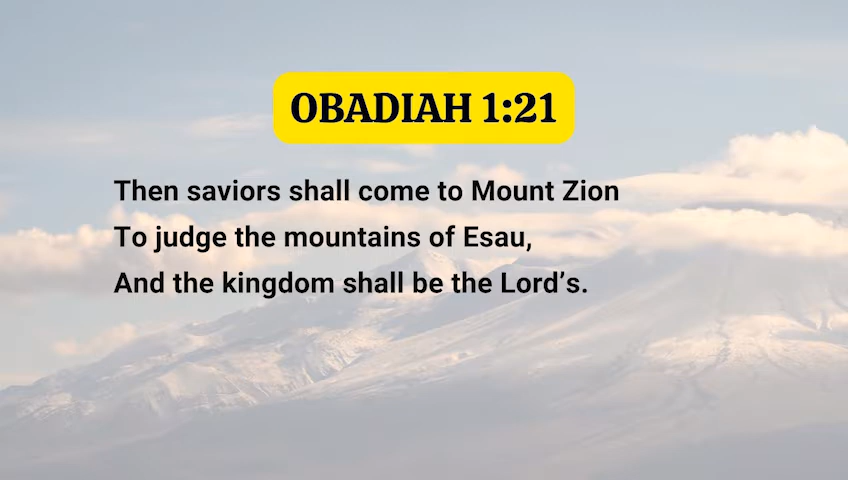 OBADIAH 1:21
Then saviors shall come to Mount Zion
To judge the mountains of Esau,
And the kingdom shall be the Lord’s.